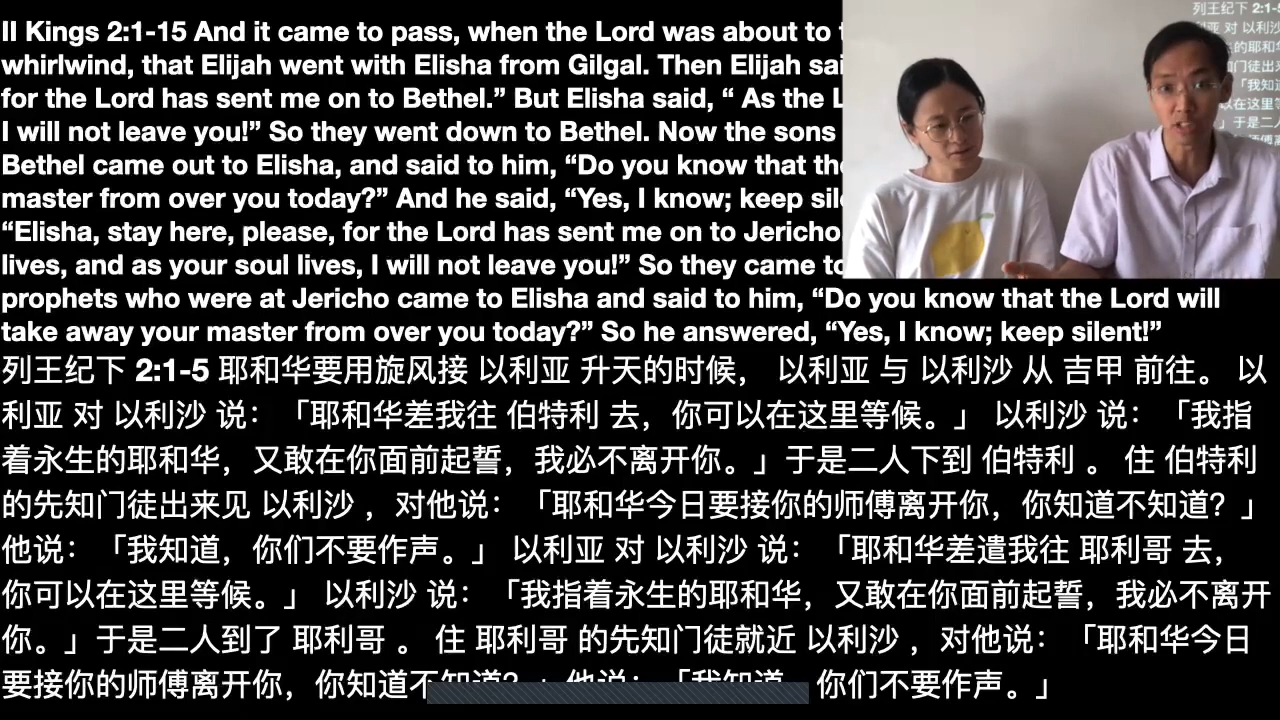 II Kings 2:1-15 And it came to pass, when the Lord was about to
whirlwind, that Elijah went with Elisha from Gilgal. Then Elijah sai
for the Lord has sent me on to Bethel.” But Elisha said, “ As the L
I will not leave you!” So they went down to Bethel. Now the sons
Bethel came out to Elisha, and said to him, “Do you know that the
master from over you today?” And he said, “Yes, I know; keep sil
“Elisha, stay here, please, for the Lord has sent me on to Jericho
lives, and as your soul lives, I will not leave you!” So they came to
prophets who were at Jericho came to Elisha and said to him, “Do you know that the Lord will
take away your master from over you today?” So he answered, “Yes, I know; keep silent!”
列王纪下 2:1-5 耶和华要用旋风接 以利亚 升天的时候， 以利亚 与 以利沙 从 吉甲 前往。 以
利亚 对 以利沙 说：「耶和华差我往 伯特利 去，你可以在这里等候。」 以利沙 说：「我指
着永生的耶和华，又敢在你面前起誓，我必不离开你。」于是二人下到 伯特利 。 住 伯特利
的先知门徒出来见 以利沙 ，对他说：「耶和华今日要接你的师傅离开你，你知道不知道？」
他说：「我知道，你们不要作声。」 以利亚 对 以利沙 说：「耶和华差遣我往 耶利哥 去，
你可以在这里等候。」 以利沙 说：「我指着永生的耶和华，又敢在你面前起誓，我必不离开
你。」于是二人到了 耶利哥 。 住 耶利哥 的先知门徒就近 以利沙 ，对他说：「耶和华今日
要接你的师傅离开你，你知道不知道？」他说：「我知道，你们不要作声。」